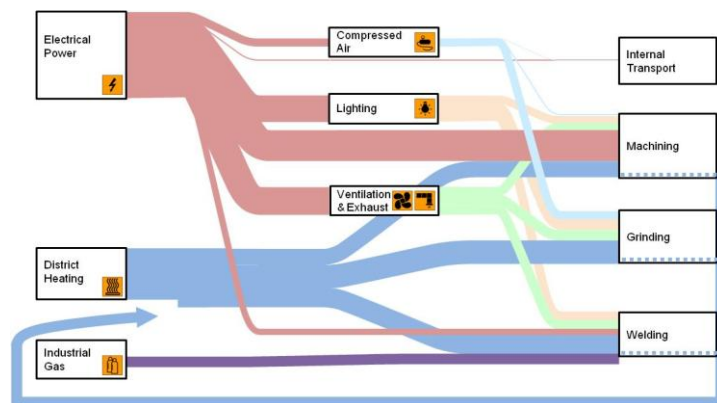 Electrical
Power
Compressed
Air
Internal
Transport
Lighting
Machining
Ventilation
& Exhaust
Grinding
District
Heating
Welding
Industrial
Gas